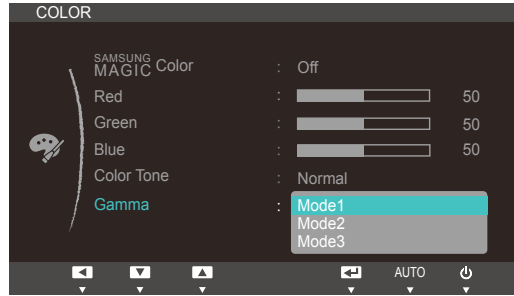 COLOR
SAMSUNG MAGIC Color : Off
Red : 50
Green : 50
Blue : 50
Color Tone : Normal
Gamma : Mode1
Mode2
Mode3
AUTO